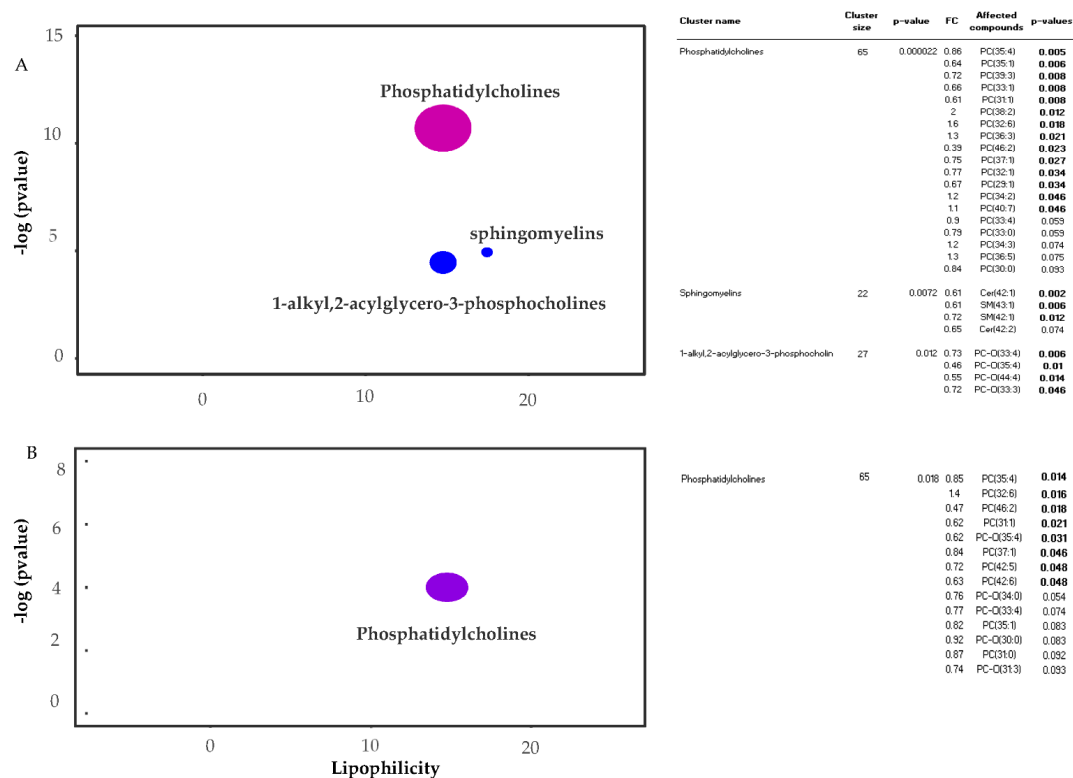 A
-log (pvalue)
15
10
5
0
Phosphatidylcholines
sphingomyelins
1-alkyl,2-acylglycero-3-phosphocholines
0 10 20
Cluster name Cluster size p-value FC Affected compounds p-values
Phosphatidylcholines 65 0.000022 0.86 PC(35:4) 0.005
0.64 PC(35:1) 0.006
0.72 PC(39:3) 0.008
0.66 PC(33:1) 0.008
0.61 PC(31:1) 0.008
2 PC(38:2) 0.012
1.6 PC(32:6) 0.018
1.3 PC(36:3) 0.021
0.39 PC(46:2) 0.023
0.75 PC(37:1) 0.027
0.77 PC(32:1) 0.034
0.67 PC(29:1) 0.034
1.2 PC(34:2) 0.046
1.1 PC(40:7) 0.046
0.9 PC(33:4) 0.059
0.79 PC(33:0) 0.059
1.2 PC(34:3) 0.074
1.3 PC(36:5) 0.075
0.84 PC(30:0) 0.093
Sphingomyelins 22 0.0072 0.61 Cer(42:1) 0.002
0.61 SM(43:1) 0.006
0.72 SM(42:1) 0.012
0.65 Cer(42:2) 0.074
1-alkyl,2-acylglycero-3-phosphocholin 27 0.012 0.73 PC-O(33:4) 0.006
0.46 PC-O(35:4) 0.01
0.55 PC-O(44:4) 0.014
0.72 PC-O(33:3) 0.046
B
-log (pvalue)
8
6
4
2
0
Phosphatidylcholines
0 10 20
Lipophilicity
Phosphatidylcholines 65 0.018 0.85 PC(35:4) 0.014
1.4 PC(32:6) 0.016
0.47 PC(46:2) 0.018
0.62 PC(31:1) 0.021
0.62 PC-O(35:4) 0.031
0.84 PC(37:1) 0.046
0.72 PC(42:5) 0.048
0.63 PC(42:6) 0.048
0.76 PC-O(34:0) 0.054
0.77 PC-O(33:4) 0.074
0.82 PC(35:1) 0.083
0.92 PC-O(30:0) 0.083
0.87 PC(31:0) 0.092
0.74 PC-O(31:3) 0.093